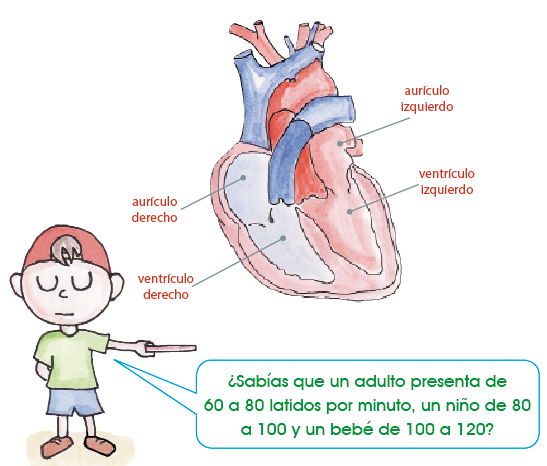 aurículo
izquierdo
ventrículo
izquierdo
aurículo
derecho
ventrículo
derecho
¿Sabías que un adulto presenta de
60 a 80 latidos por minuto, un niño de 80
a 100 y un bebé de 100 a 120?